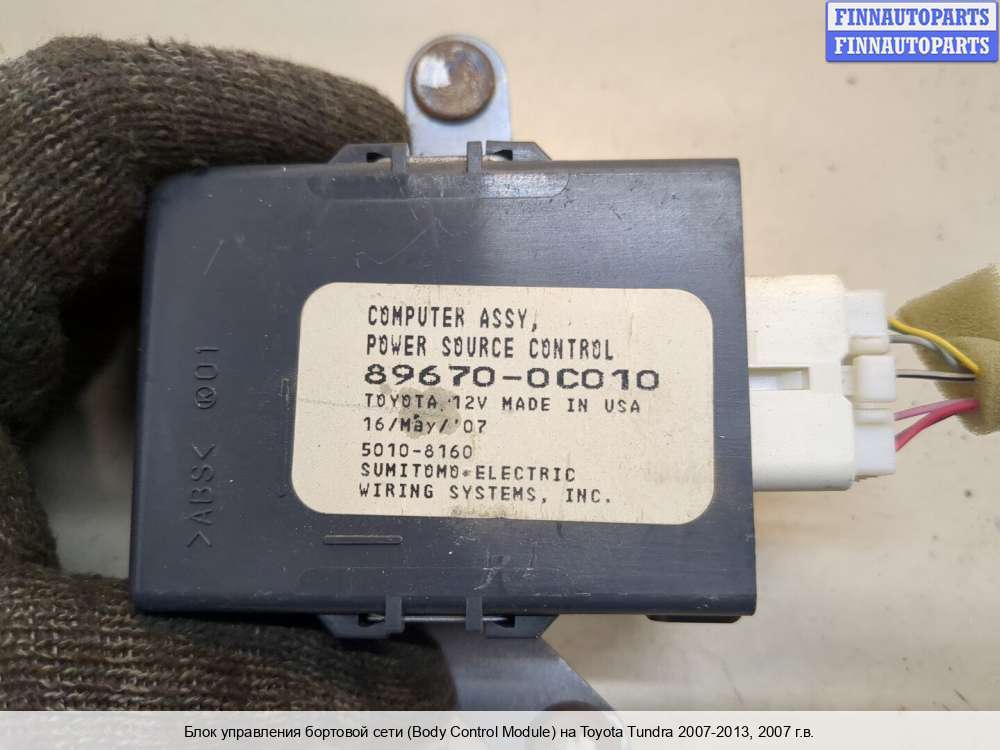 FINNAUTOPARTS
FINNAUTOPARTS
COMPUTER ASSY,
POWER SOURCE CONTROL
89670-0C010
TOYOTA 12V MADE IN USA
16/May/'07
5010-8160
SUMITOMO ELECTRIC
WIRING SYSTEMS, INC.
>ABS< 01
Блок управления бортовой сети (Body Control Module) на Toyota Tundra 2007-2013, 2007 г.в.